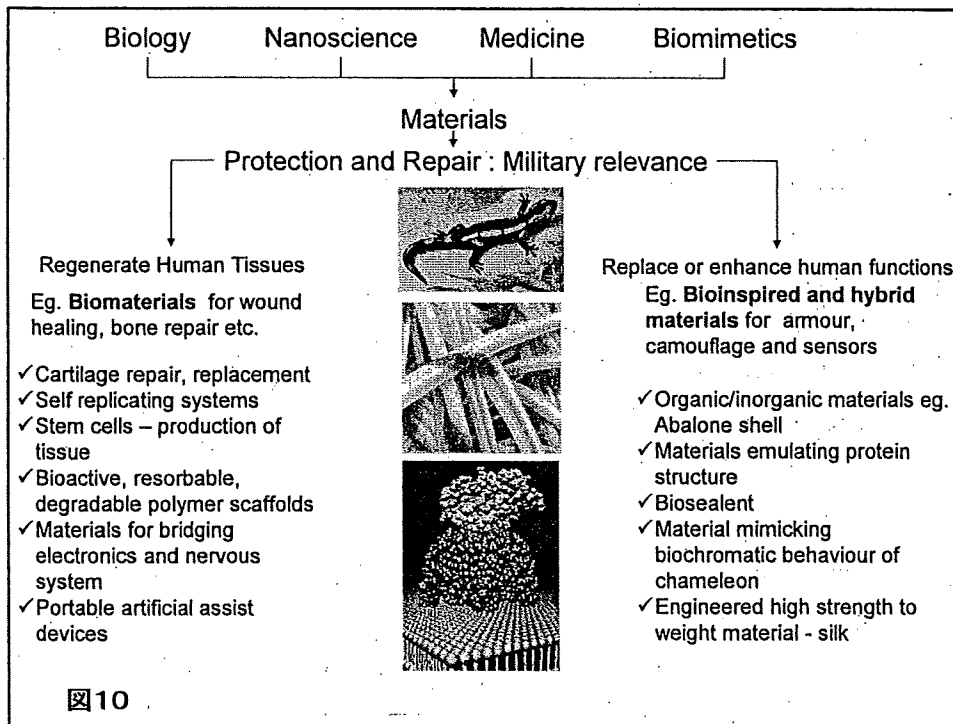 Biology Nanoscience Medicine Biomimetics
Materials
Protection and Repair : Military relevance
Regenerate Human Tissues
Eg. Biomaterials for wound
healing, bone repair etc.
✓Cartilage repair, replacement
✓Self replicating systems
✓Stem cells – production of
tissue
✓Bioactive, resorbable,
degradable polymer scaffolds
✓Materials for bridging
electronics and nervous
system
✓Portable artificial assist
devices
Replace or enhance human functions
Eg. Bioinspired and hybrid
materials for armour,
camouflage and sensors
✓Organic/inorganic materials eg.
Abalone shell
✓Materials emulating protein
structure
✓Biosealent
✓Material mimicking
biochromatic behaviour of
chameleon
✓Engineered high strength to
weight material - silk
図10